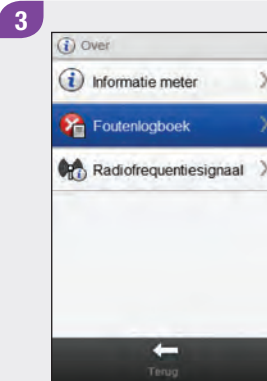 3
Over
Informatie meter
Foutenlogboek
Radiofrequentiesignaal
Terug